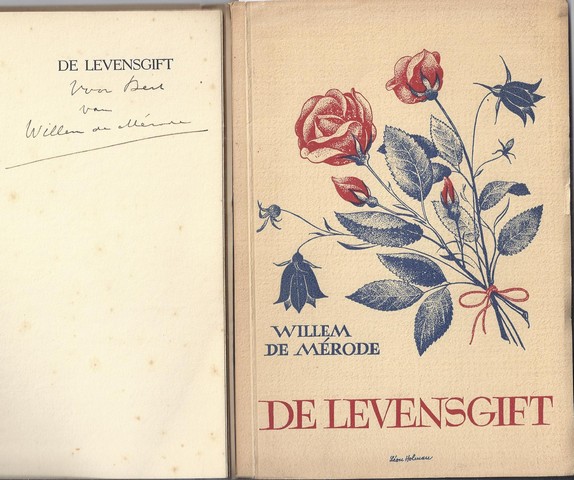 DE LEVENSGIFT
Voor Bert
van
Willem de Mérode
WILLEM
DE MÉRODE
DE LEVENSGIFT